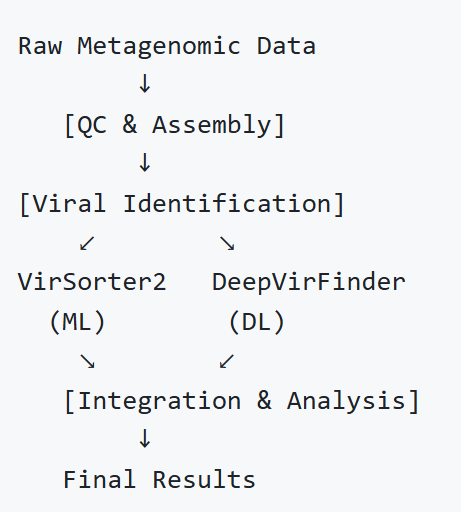 Raw Metagenomic Data
↓
[QC & Assembly]
↓
[Viral Identification]
↙ ↘
VirSorter2 DeepVirFinder
(ML) (DL)
↘ ↙
[Integration & Analysis]
↓
Final Results